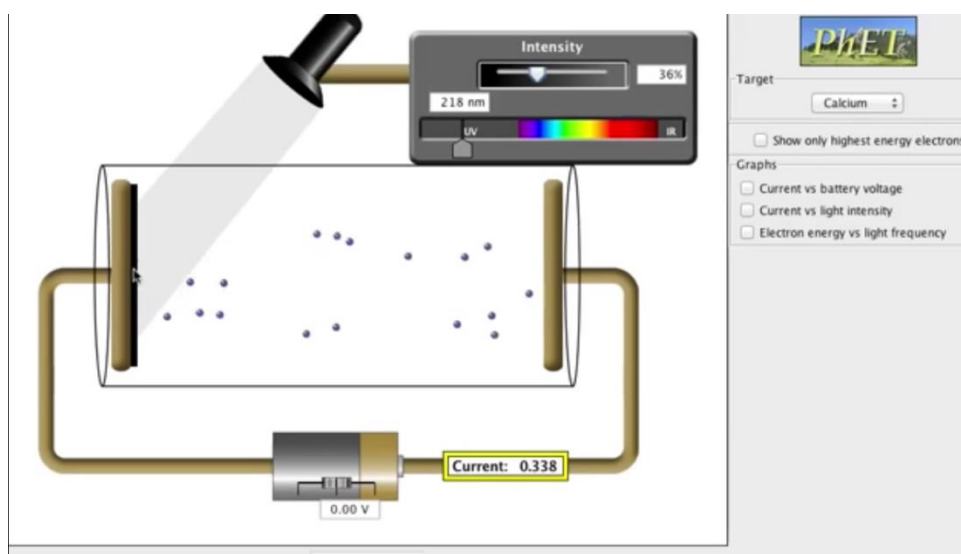 Intensity
36%
218 nm
UV
IR
PhET
Target
Calcium
Show only highest energy electrons
Graphs
Current vs battery voltage
Current vs light intensity
Electron energy vs light frequency
Current: 0.338
0.00 V